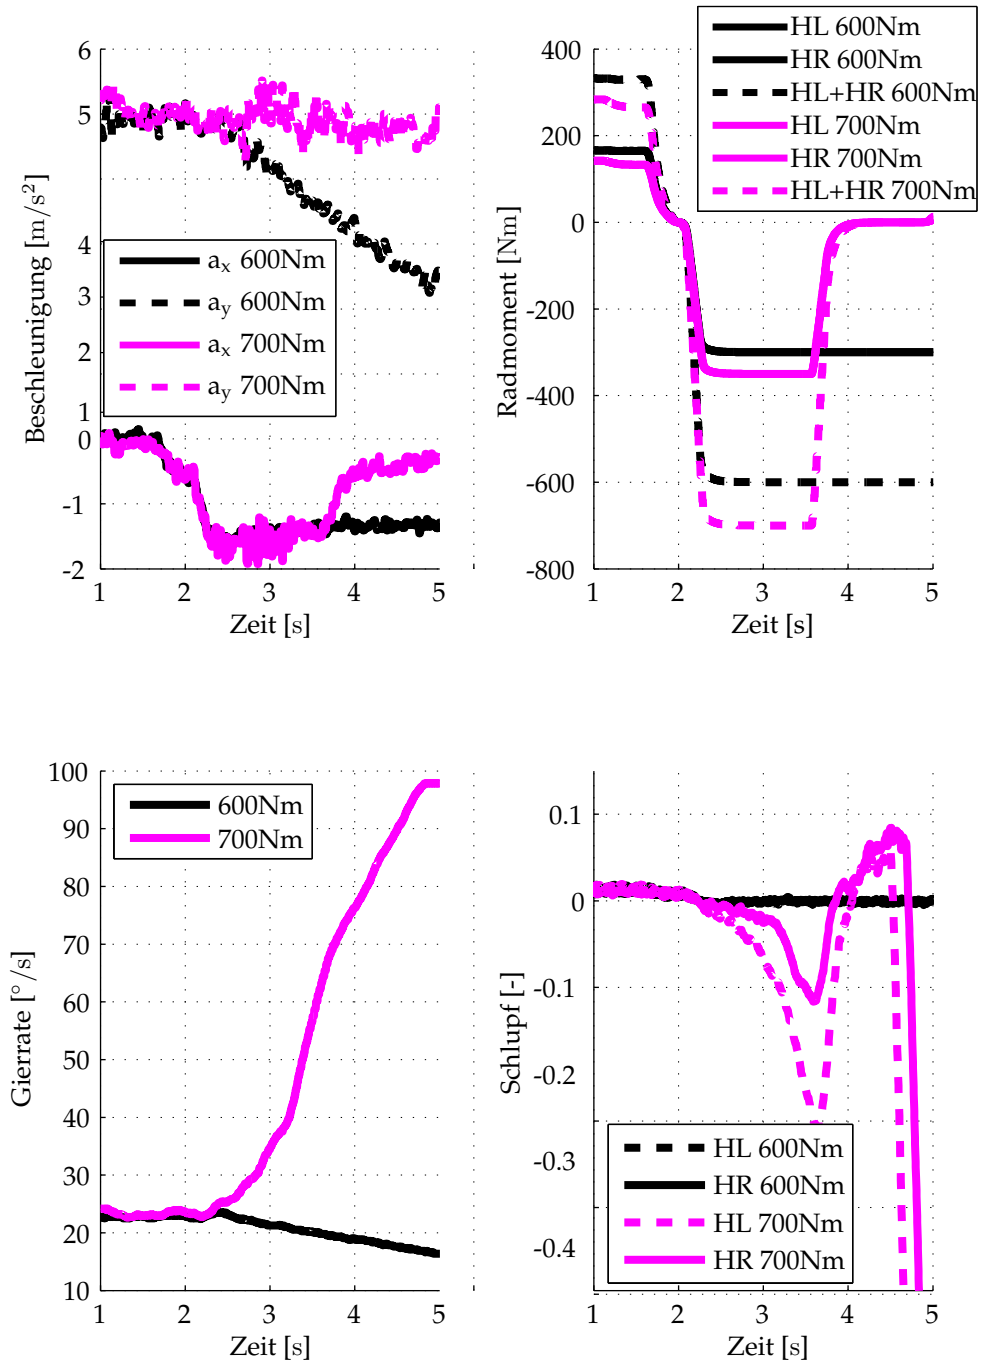 6
5
4
3
2
1
0
-1
-2
Beschleunigung [m/s²]
a_x 600Nm
a_y 600Nm
a_x 700Nm
a_y 700Nm
1 2 3 4 5
Zeit [s]
400
200
0
-200
-400
-600
-800
Radmoment [Nm]
HL 600Nm
HR 600Nm
HL+HR 600Nm
HL 700Nm
HR 700Nm
HL+HR 700Nm
1 2 3 4 5
Zeit [s]
100
90
80
70
60
50
40
30
20
10
Gierrate [°/s]
600Nm
700Nm
1 2 3 4 5
Zeit [s]
0.1
0
-0.1
-0.2
-0.3
-0.4
Schlupf [-]
HL 600Nm
HR 600Nm
HL 700Nm
HR 700Nm
1 2 3 4 5
Zeit [s]